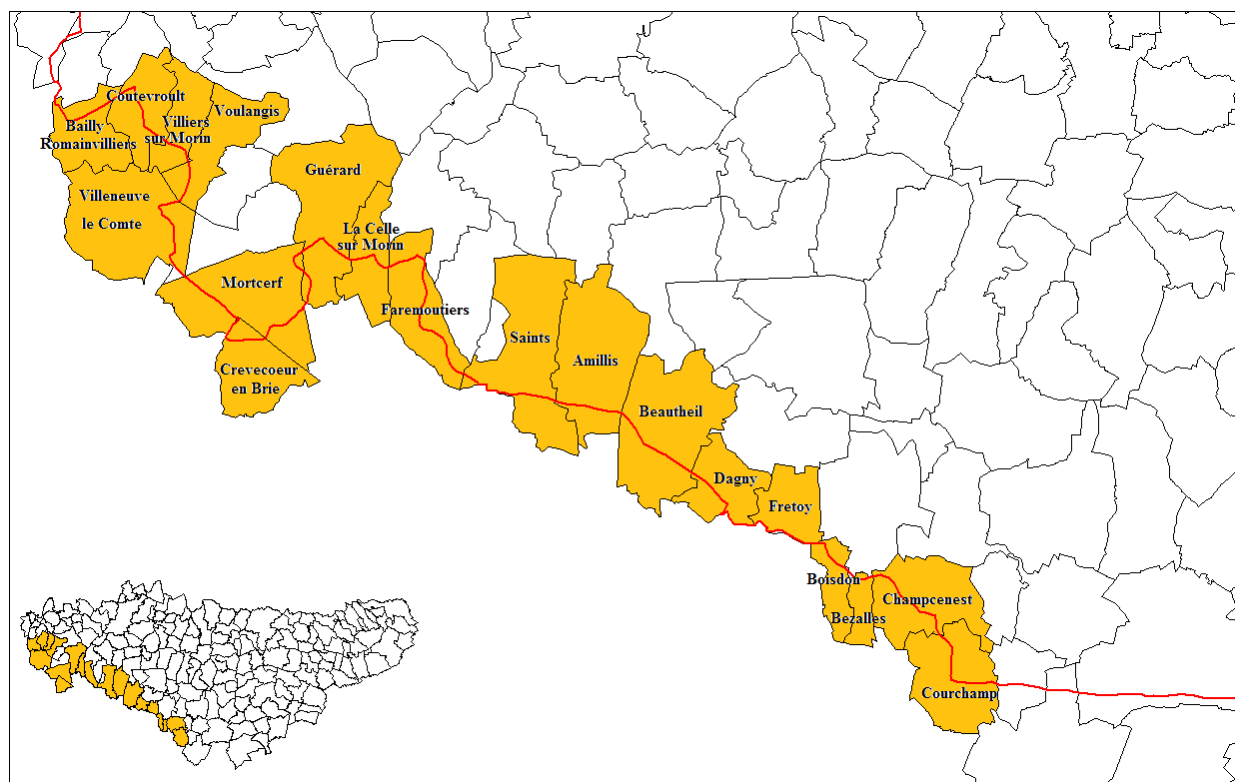 Coutevroult
Voulangis
Bailly
Romainvilliers
Villiers
sur Morin
Guérard
Villeneuve
le Comte
La Celle
sur Morin
Mortcerf
Faremoutiers
Saints
Amillis
Crevecoeur
en Brie
Beautheil
Dagny
Fretoy
Boisdon
Champcenest
Bezalles
Courchamp